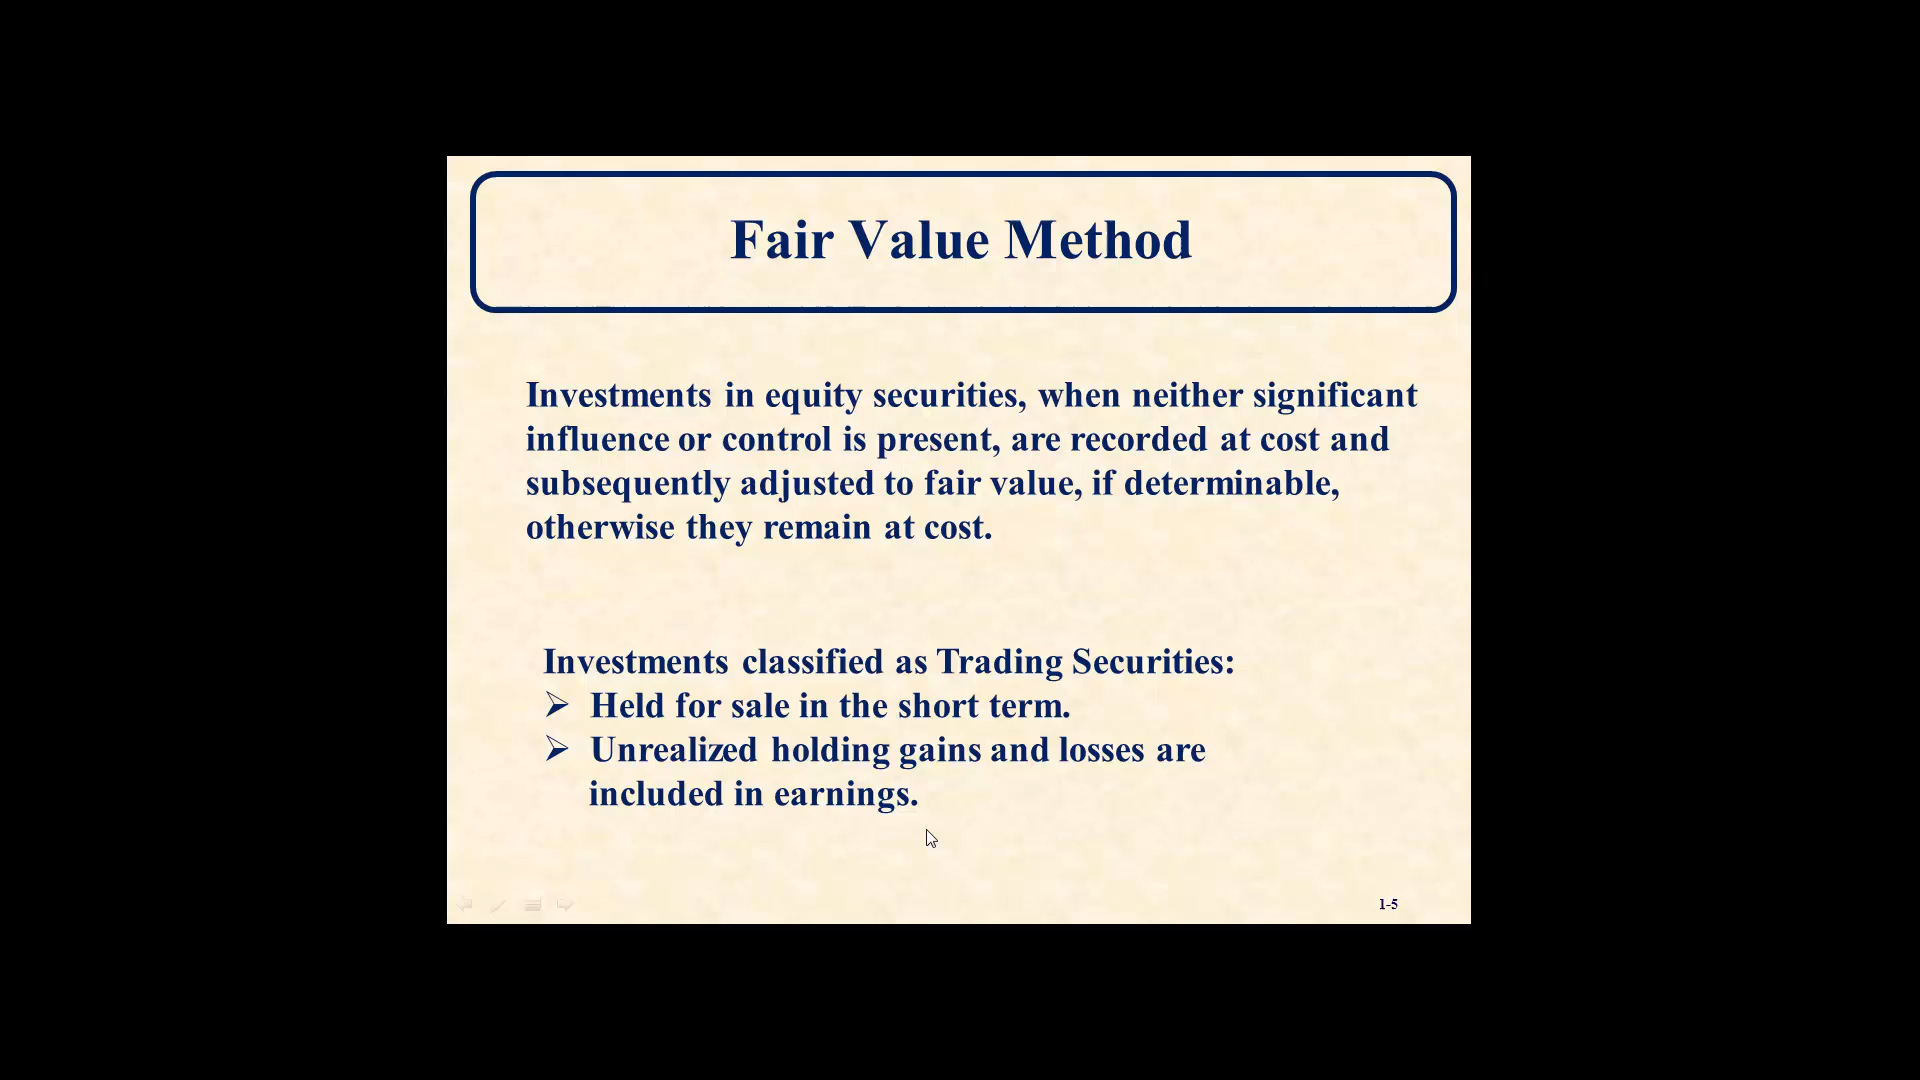 Fair Value Method
Investments in equity securities, when neither significant
influence or control is present, are recorded at cost and
subsequently adjusted to fair value, if determinable,
otherwise they remain at cost.
Investments classified as Trading Securities:
Held for sale in the short term.
Unrealized holding gains and losses are
included in earnings.
1-5